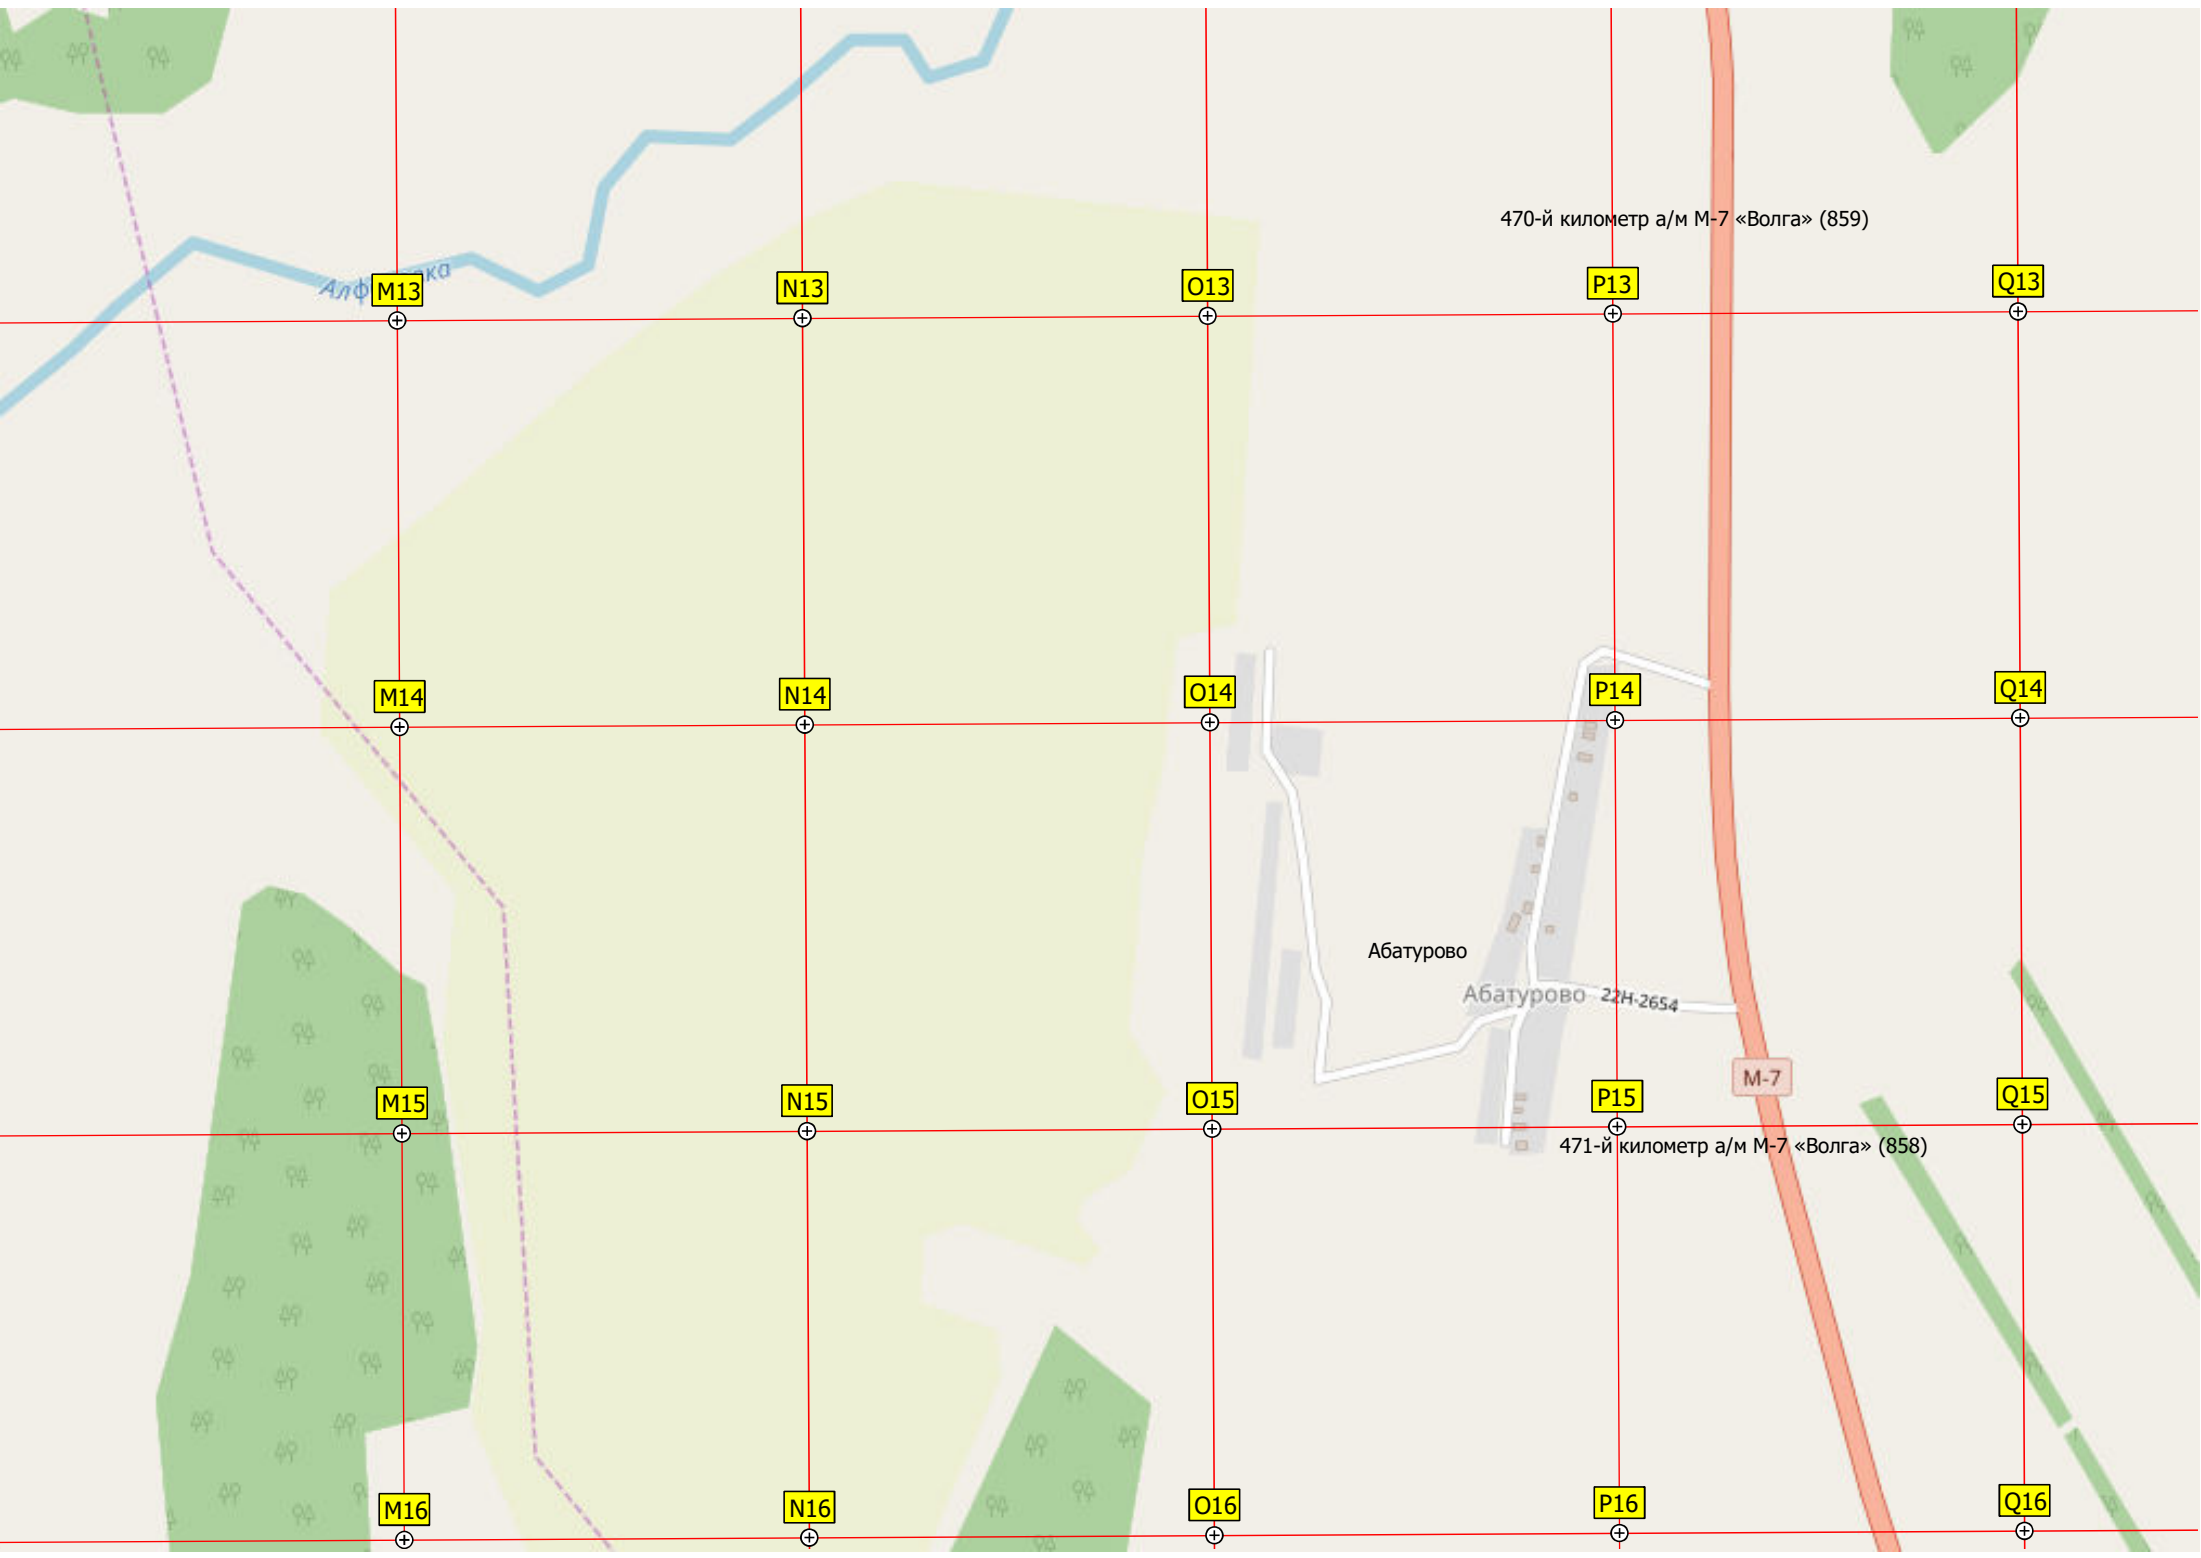 470-й километр а/м М-7 «Волга» (859)
M13
N13
O13
P13
Q13
M14
N14
O14
P14
Q14
Абатурово
Абатурово
22Н-2654
М-7
M15
N15
O15
P15
Q15
471-й километр а/м М-7 «Волга» (858)
M16
N16
O16
P16
Q16